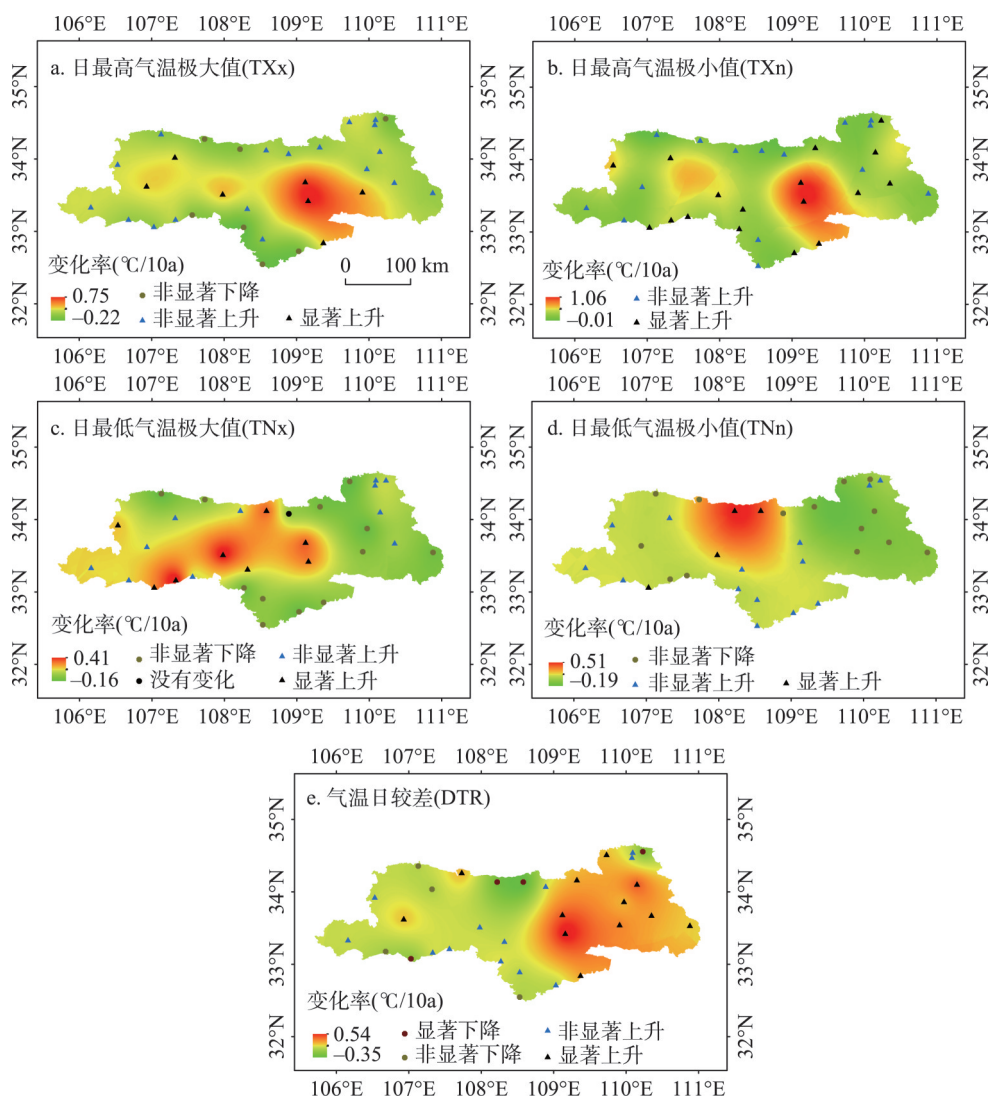 106°E 107°E 108°E 109°E 110°E 111°E
106°E 107°E 108°E 109°E 110°E 111°E
a. 日最高气温极大值(TXx)
35°N
34°N
33°N
32°N
变化率(℃/10a)
0.75
−0.22
非显著下降
非显著上升
显著上升
0 100 km
b. 日最高气温极小值(TXn)
35°N
34°N
33°N
32°N
35°N
34°N
33°N
32°N
变化率(℃/10a)
1.06
−0.01
非显著上升
显著上升
106°E 107°E 108°E 109°E 110°E 111°E
106°E 107°E 108°E 109°E 110°E 111°E
c. 日最低气温极大值(TNx)
35°N
34°N
33°N
32°N
变化率(℃/10a)
0.41
−0.16
非显著下降
非显著上升
没有变化
显著上升
d. 日最低气温极小值(TNn)
35°N
34°N
33°N
32°N
35°N
34°N
33°N
32°N
变化率(℃/10a)
0.51
−0.19
非显著下降
非显著上升
显著上升
106°E 107°E 108°E 109°E 110°E 111°E
106°E 107°E 108°E 109°E 110°E 111°E
106°E 107°E 108°E 109°E 110°E 111°E
e. 气温日较差(DTR)
35°N
34°N
33°N
32°N
35°N
34°N
33°N
32°N
变化率(℃/10a)
0.54
−0.35
显著下降
非显著上升
非显著下降
显著上升
106°E 107°E 108°E 109°E 110°E 111°E